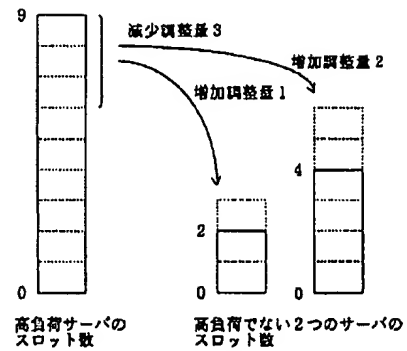 9
減少調整量3
増加調整量2
増加調整量1
4
2
0
0
0
高負荷サーバの
スロット数
高負荷でない2つのサーバの
スロット数